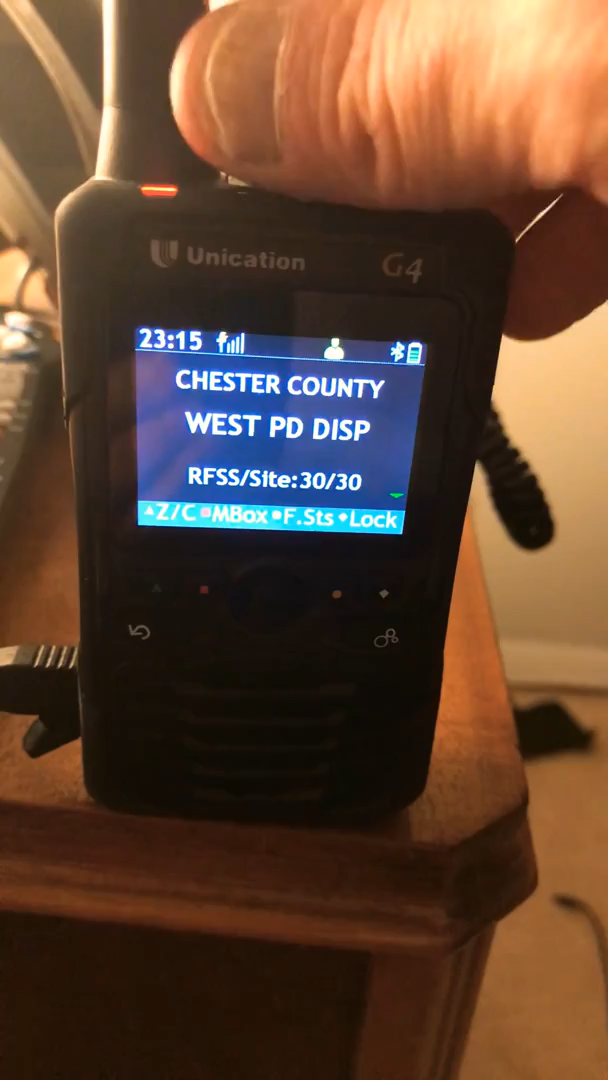 Unication G4
23:15
CHESTER COUNTY
WEST PD DISP
RFSS/Site:30/30
Z/C MBox F.Sts Lock